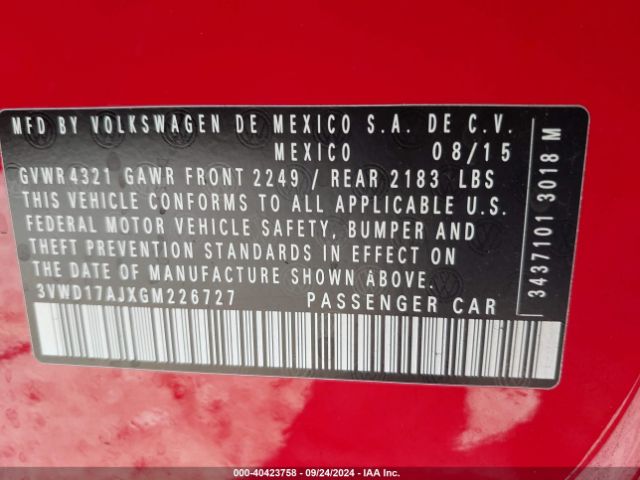 MFD BY VOLKSWAGEN DE MEXICO S.A. DE C.V.
MEXICO 08/15
GVWR 4321 GAWR FRONT 2249 / REAR 2183 LBS
THIS VEHICLE CONFORMS TO ALL APPLICABLE U.S.
FEDERAL MOTOR VEHICLE SAFETY, BUMPER AND
THEFT PREVENTION STANDARDS IN EFFECT ON
THE DATE OF MANUFACTURE SHOWN ABOVE.
3VWD17AJXGM226727 PASSENGER CAR
3437101 3018 M
000-40423758 - 09/24/2024 - IAA Inc.